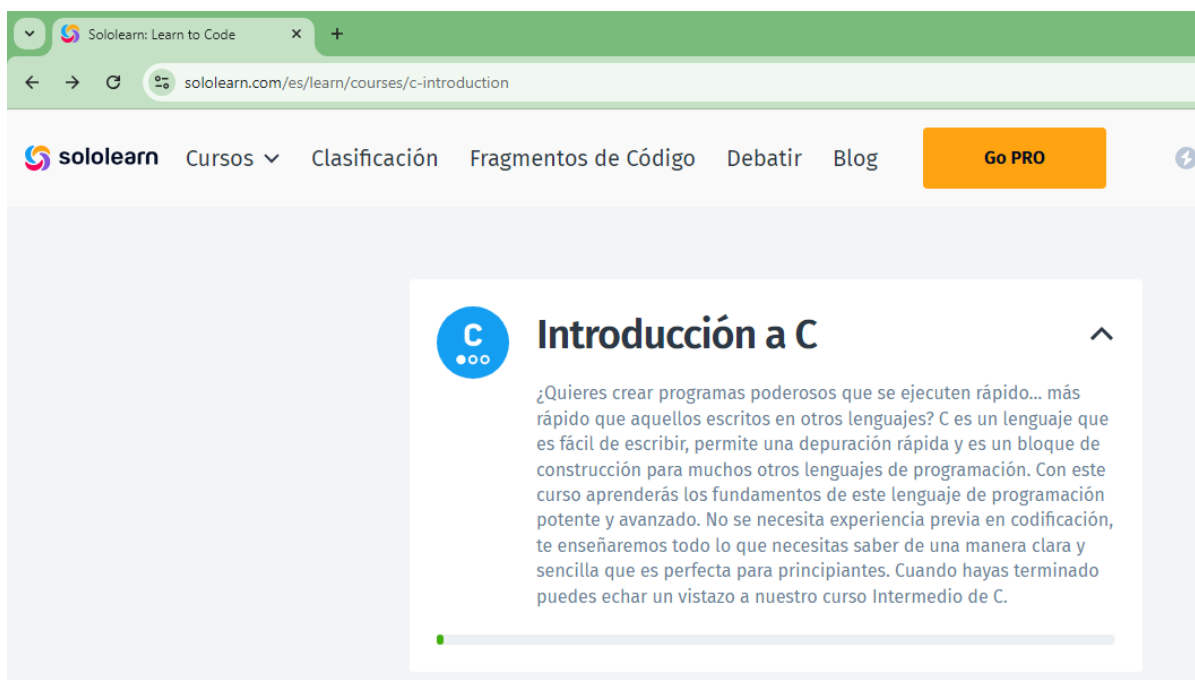 Sololearn: Learn to Code
sololearn.com/es/learn/courses/c-introduction
sololearn Cursos Clasificación Fragmentos de Código Debatir Blog Go PRO
C
Introducción a C
¿Quieres crear programas poderosos que se ejecuten rápido... más
rápido que aquellos escritos en otros lenguajes? C es un lenguaje que
es fácil de escribir, permite una depuración rápida y es un bloque de
construcción para muchos otros lenguajes de programación. Con este
curso aprenderás los fundamentos de este lenguaje de programación
potente y avanzado. No se necesita experiencia previa en codificación,
te enseñaremos todo lo que necesitas saber de una manera clara y
sencilla que es perfecta para principiantes. Cuando hayas terminado
puedes echar un vistazo a nuestro curso Intermedio de C.